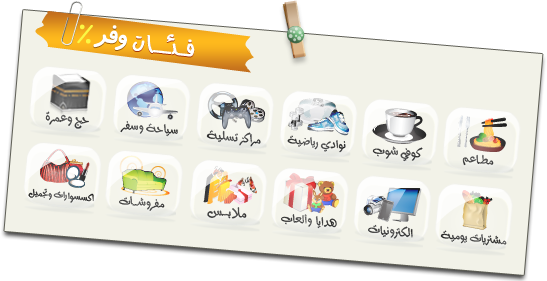 فئات وفر %
مطاعم
كوفي شوب
نوادي رياضية
مراكز تسلية
سياحة وسفر
حج وعمرة
مشتريات يومية
الكترونيات
هدايا والعاب
ملابس
مفروشات
اكسسوارات وتجميل